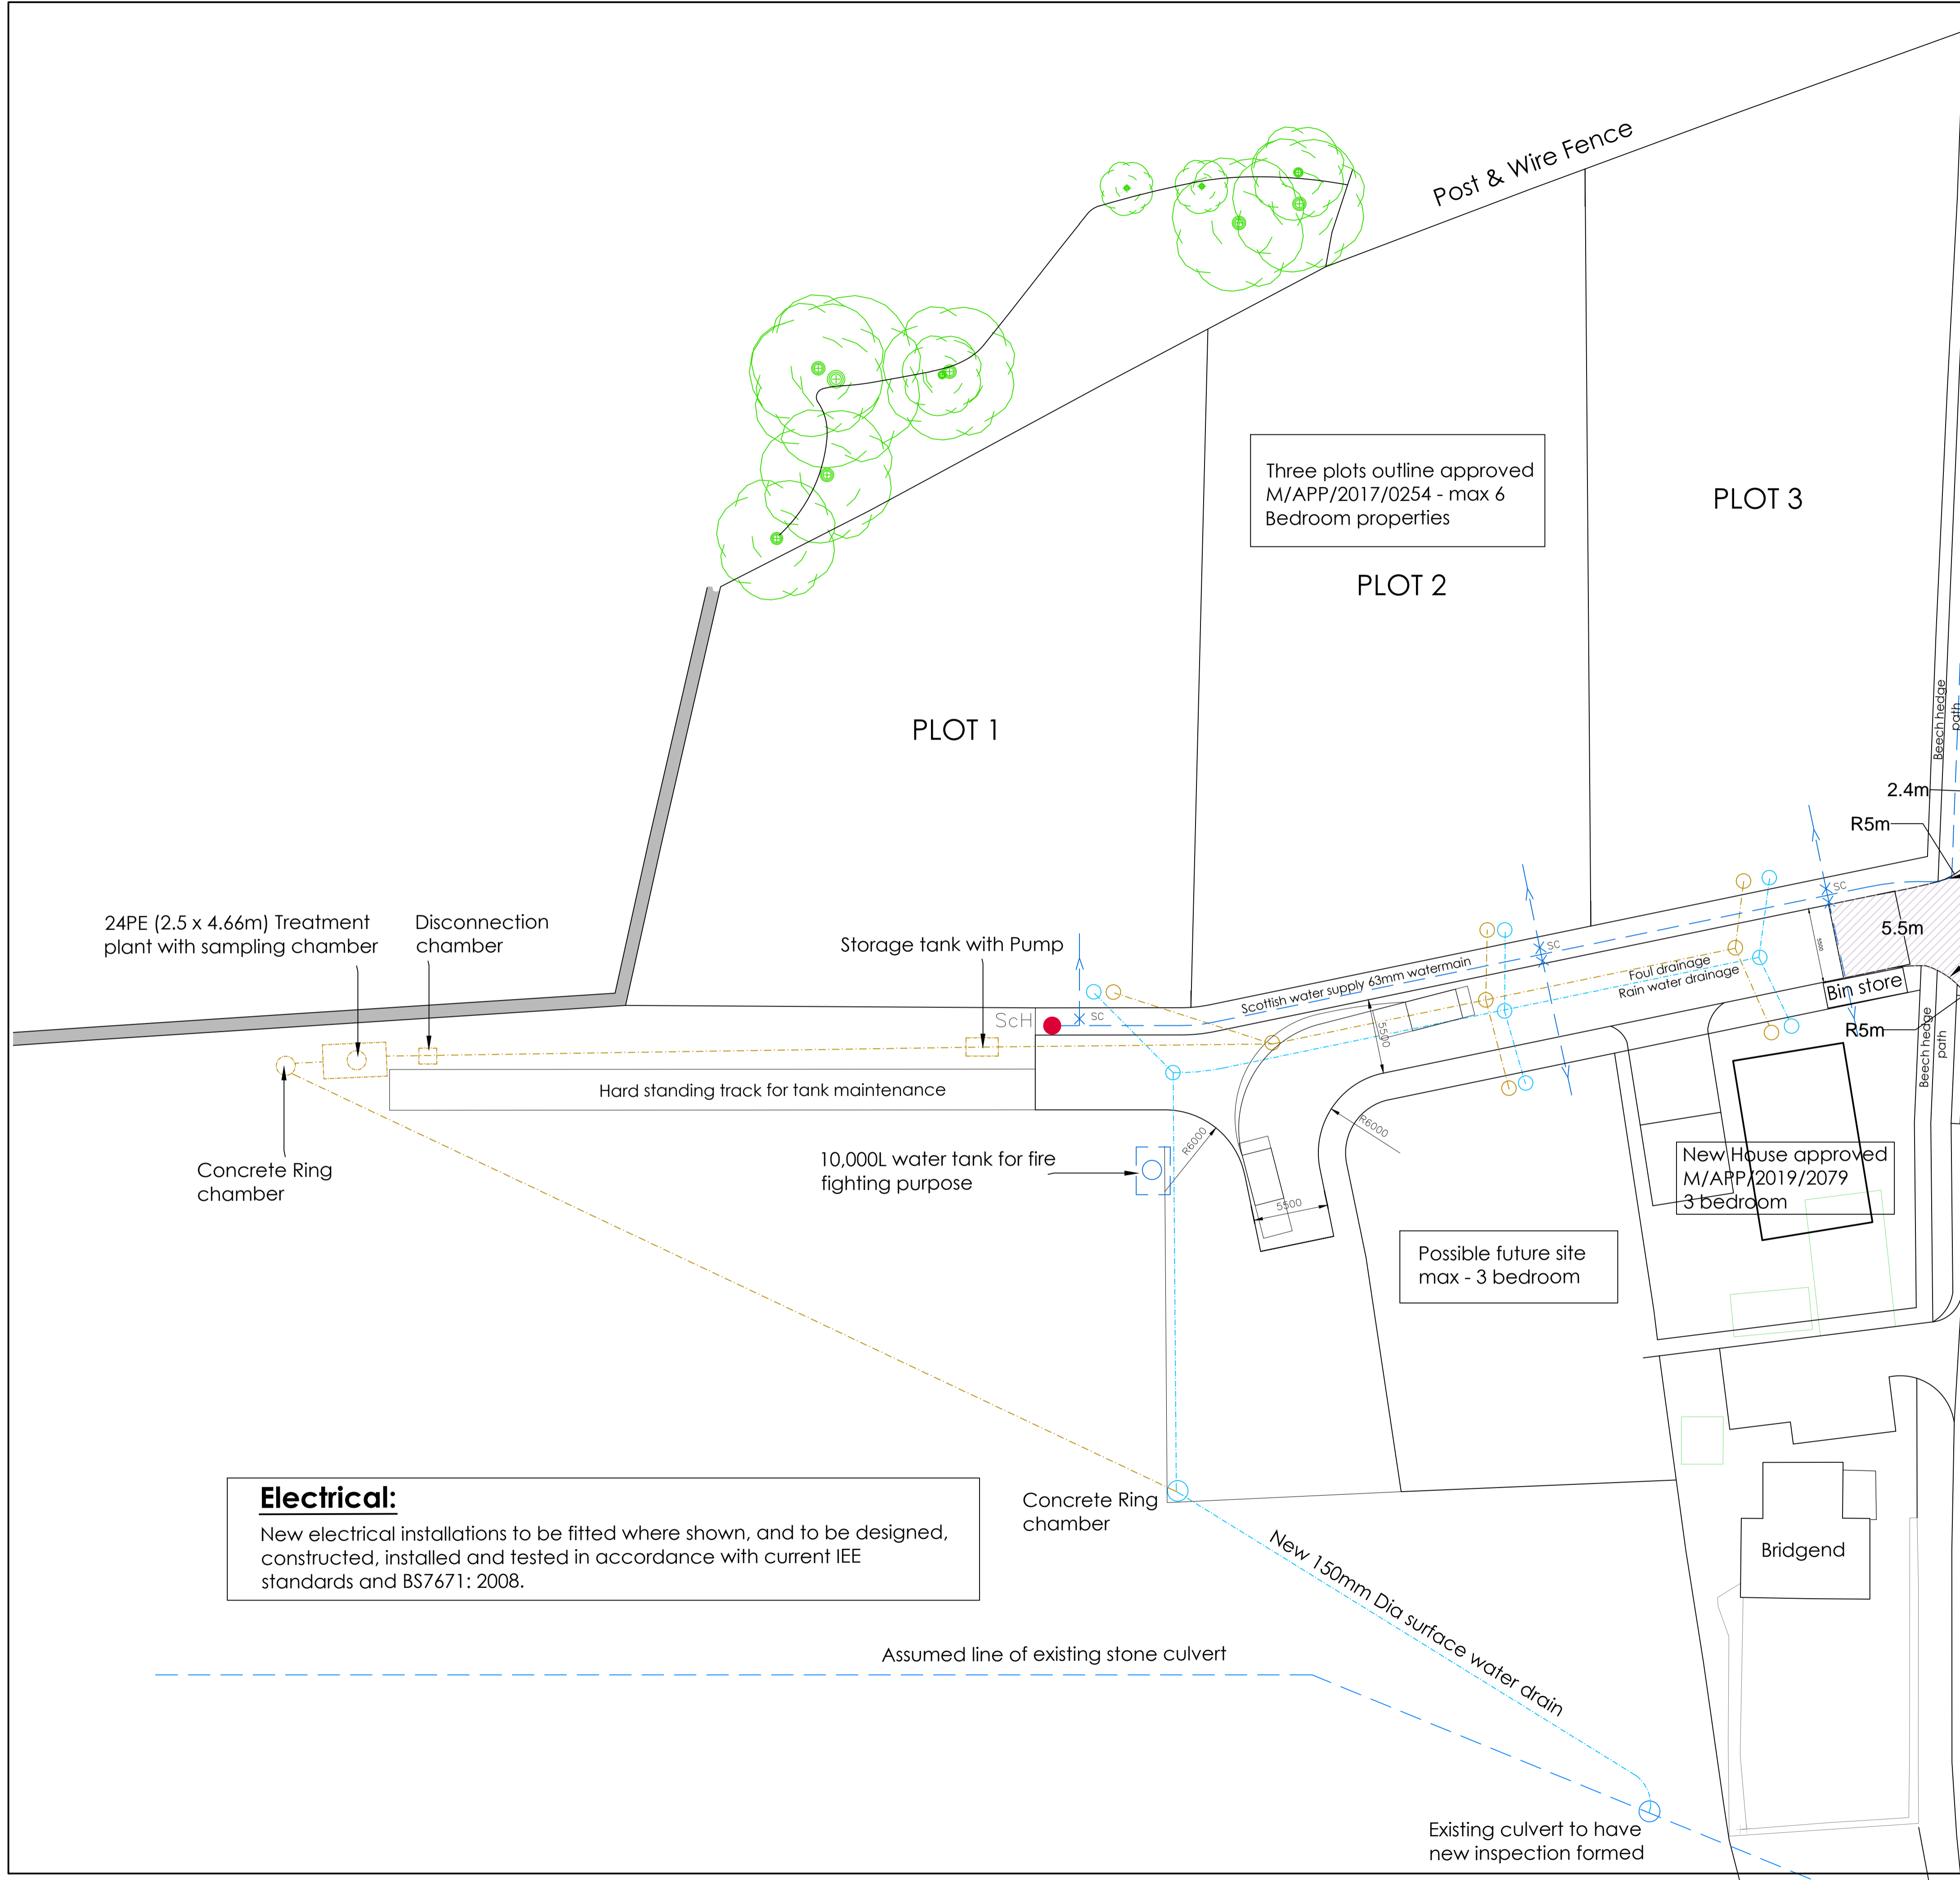 Post & Wire Fence
Three plots outline approved
M/APP/2017/0254 - max 6
Bedroom properties
PLOT 3
PLOT 2
PLOT 1
Beech hedge
path
2.4m
R5m
SC
5.5m
24PE (2.5 x 4.66m) Treatment
plant with sampling chamber
Disconnection
chamber
Storage tank with Pump
SC
Foul drainage
Rain water drainage
5500
Scottish water supply 63mm watermain
Bin store
ScH
SC
5500
R5m
Beech hedge
path
Hard standing track for tank maintenance
R6000
R6000
10,000L water tank for fire
fighting purpose
Concrete Ring
chamber
New House approved
M/APP/2019/2079
3 bedroom
5500
Possible future site
max - 3 bedroom
Electrical:
New electrical installations to be fitted where shown, and to be designed,
constructed, installed and tested in accordance with current IEE
standards and BS7671: 2008.
Concrete Ring
chamber
New 150mm Dia surface water drain
Bridgend
Assumed line of existing stone culvert
Existing culvert to have
new inspection formed